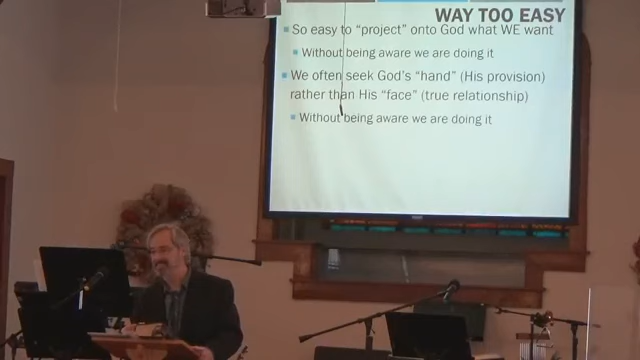 WAY TOO EASY
So easy to “project” onto God what WE want
Without being aware we are doing it
We often seek God’s “hand” (His provision)
rather than His “face” (true relationship)
Without being aware we are doing it